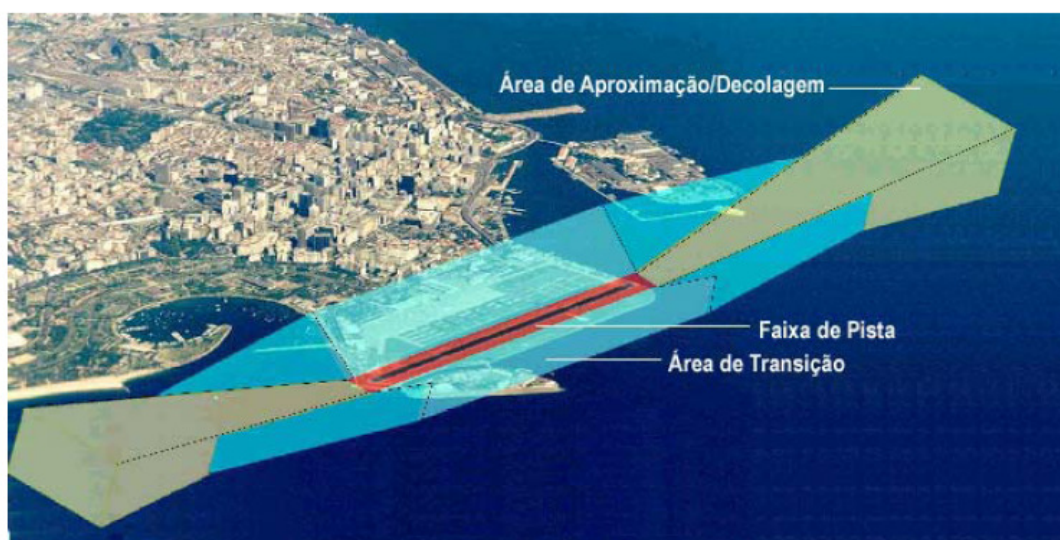 Área de Aproximação/Decolagem
Faixa de Pista
Área de Transição